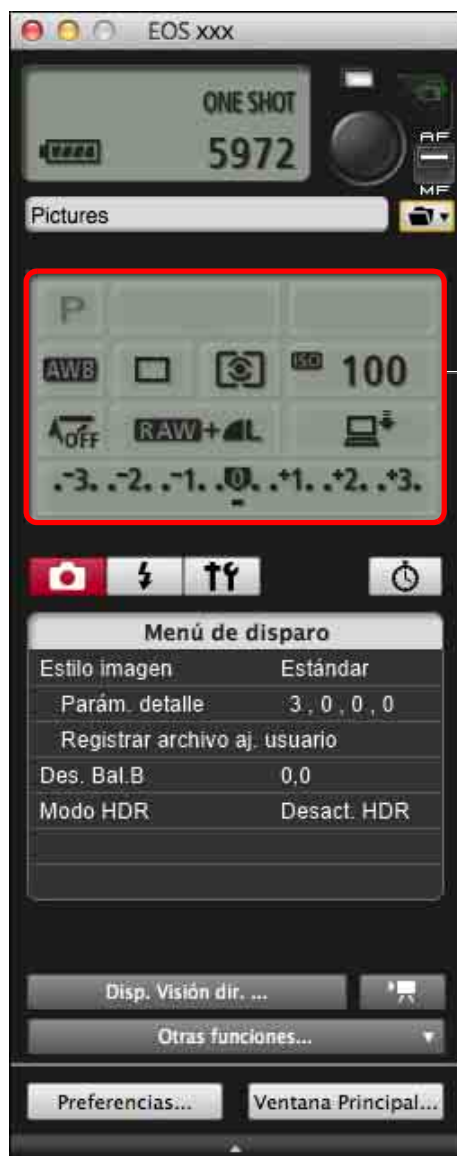 EOS xxx
ONE SHOT
5972
AF
MF
Pictures
P
AWB
ISO 100
OFF RAW+L
.-3. .-2. .-1. .0. .+1. .+2. .+3.
Menú de disparo
Estilo imagen Estándar
Parám. detalle 3 , 0 , 0 , 0
Registrar archivo aj. usuario
Des. Bal.B 0,0
Modo HDR Desact. HDR
Disp. Visión dir. ...
Otras funciones...
Preferencias... Ventana Principal...